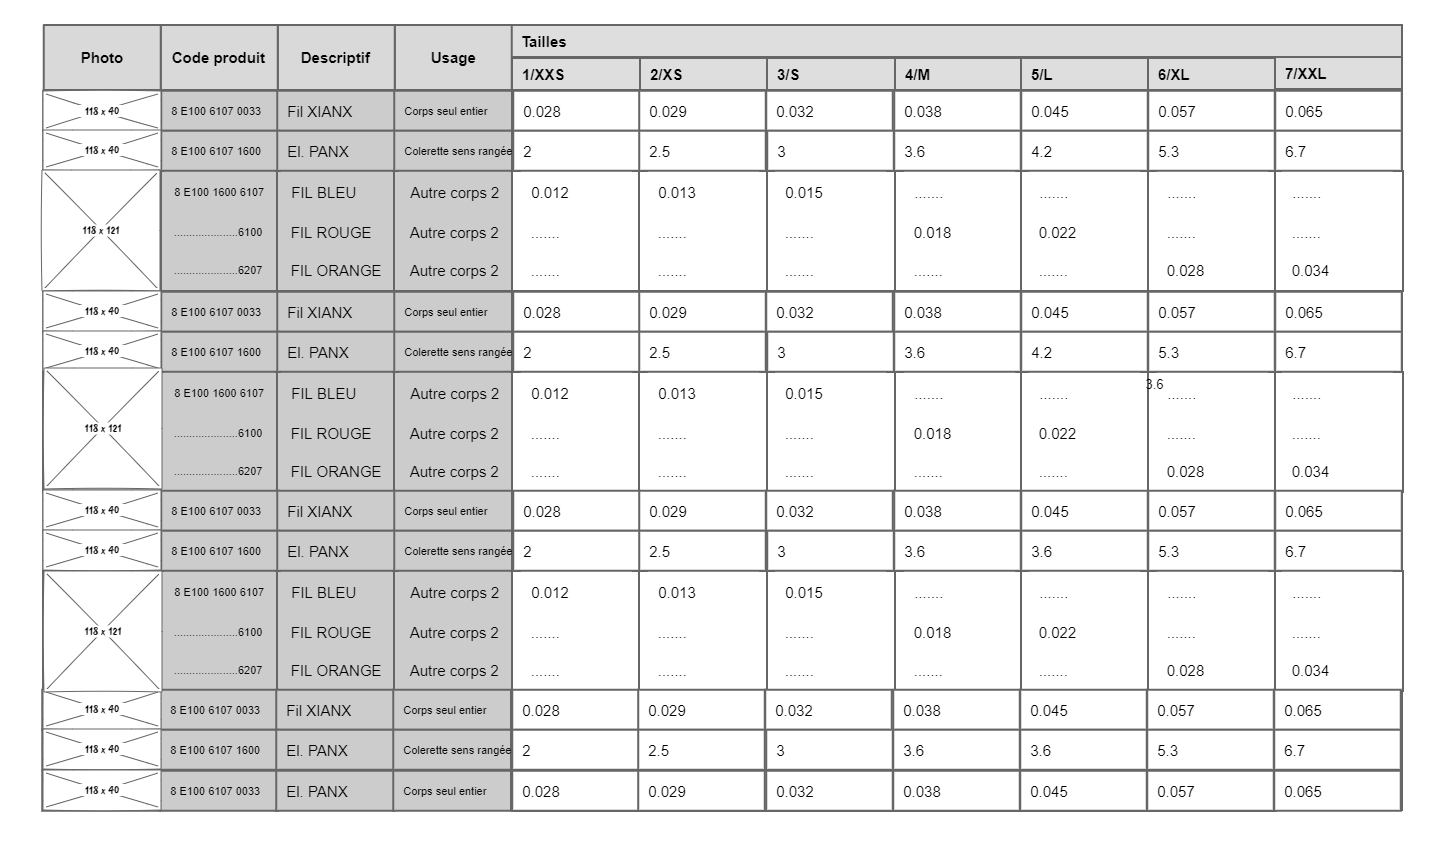 Photo Code produit Descriptif Usage Tailles
1/XXS 2/XS 3/S 4/M 5/L 6/XL 7/XXL
118 x 40 8 E100 6107 0033 Fil XIANX Corps seul entier 0.028 0.029 0.032 0.038 0.045 0.057 0.065
118 x 40 8 E100 6107 1600 El. PANX Colerette sens rangée 2 2.5 3 3.6 4.2 5.3 6.7
8 E100 1600 6107 FIL BLEU Autre corps 2 0.012 0.013 0.015 ....... ....... ....... .......
118 x 121 .....................6100 FIL ROUGE Autre corps 2 ....... ....... ....... 0.018 0.022 ....... .......
.....................6207 FIL ORANGE Autre corps 2 ....... ....... ....... ....... ....... 0.028 0.034
118 x 40 8 E100 6107 0033 Fil XIANX Corps seul entier 0.028 0.029 0.032 0.038 0.045 0.057 0.065
118 x 40 8 E100 6107 1600 El. PANX Colerette sens rangée 2 2.5 3 3.6 4.2 5.3 6.7
3.6
8 E100 1600 6107 FIL BLEU Autre corps 2 0.012 0.013 0.015 ....... ....... ....... .......
118 x 121 .....................6100 FIL ROUGE Autre corps 2 ....... ....... ....... 0.018 0.022 ....... .......
.....................6207 FIL ORANGE Autre corps 2 ....... ....... ....... ....... ....... 0.028 0.034
118 x 40 8 E100 6107 0033 Fil XIANX Corps seul entier 0.028 0.029 0.032 0.038 0.045 0.057 0.065
118 x 40 8 E100 6107 1600 El. PANX Colerette sens rangée 2 2.5 3 3.6 3.6 5.3 6.7
8 E100 1600 6107 FIL BLEU Autre corps 2 0.012 0.013 0.015 ....... ....... ....... .......
118 x 121 .....................6100 FIL ROUGE Autre corps 2 ....... ....... ....... 0.018 0.022 ....... .......
.....................6207 FIL ORANGE Autre corps 2 ....... ....... ....... ....... ....... 0.028 0.034
118 x 40 8 E100 6107 0033 Fil XIANX Corps seul entier 0.028 0.029 0.032 0.038 0.045 0.057 0.065
118 x 40 8 E100 6107 1600 El. PANX Colerette sens rangée 2 2.5 3 3.6 3.6 5.3 6.7
118 x 40 8 E100 6107 0033 El. PANX Corps seul entier 0.028 0.029 0.032 0.038 0.045 0.057 0.065